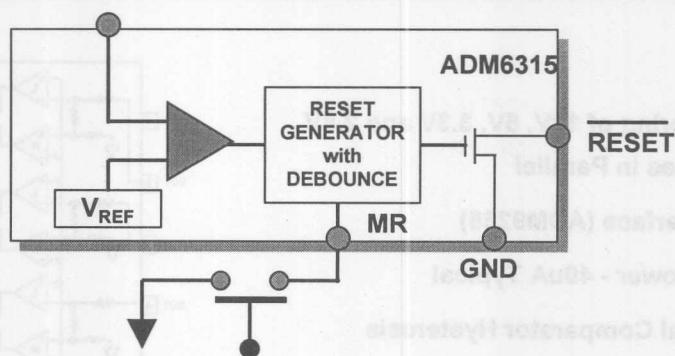 ADM6315
RESET
GENERATOR
with
DEBOUNCE
RESET
VREF
MR
GND